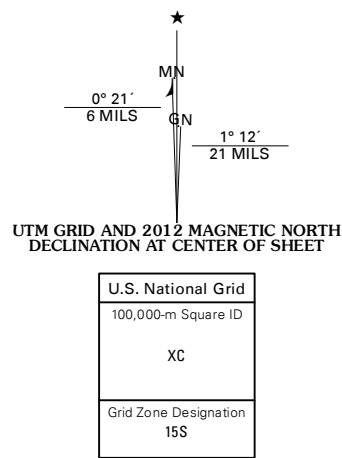 ★
MN
0° 21´
6 MILS
GN
1° 12´
21 MILS
UTM GRID AND 2012 MAGNETIC NORTH
DECLINATION AT CENTER OF SHEET
U.S. National Grid
100,000-m Square ID
XC
Grid Zone Designation
15S